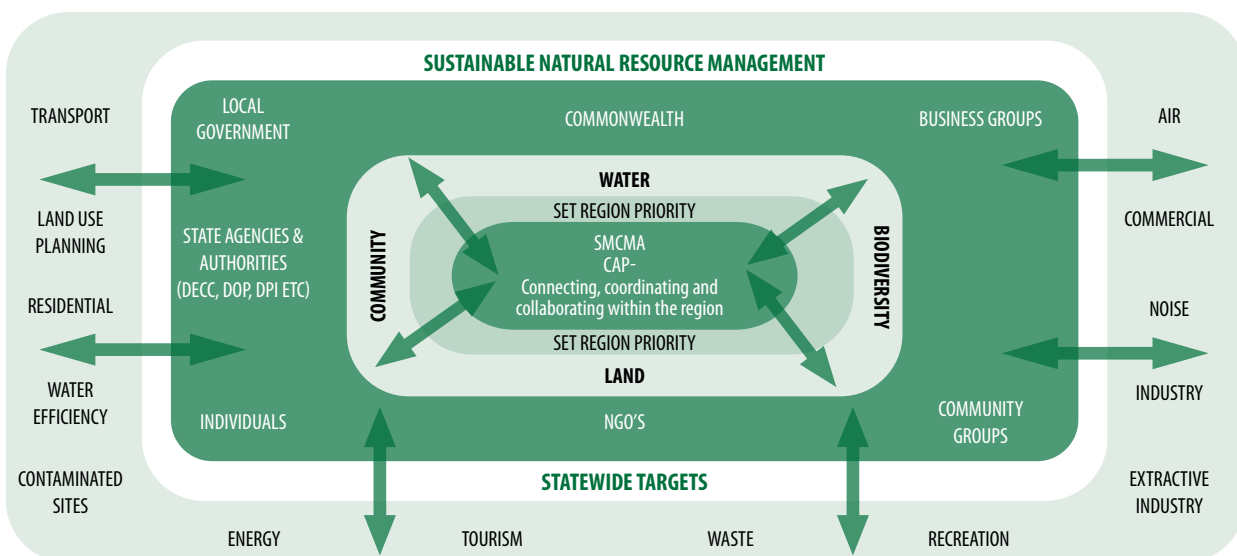 SUSTAINABLE NATURAL RESOURCE MANAGEMENT
TRANSPORT
LOCAL
GOVERNMENT
COMMONWEALTH
BUSINESS GROUPS
AIR
WATER
SET REGION PRIORITY
LAND USE
PLANNING
STATE AGENCIES &
AUTHORITIES
(DECC, DOP, DPI ETC)
COMMUNITY
SMCMA
CAP-
Connecting, coordinating and
collaborating within the region
BIODIVERSITY
COMMERCIAL
RESIDENTIAL
NOISE
SET REGION PRIORITY
LAND
WATER
EFFICIENCY
INDIVIDUALS
NGO'S
COMMUNITY
GROUPS
INDUSTRY
CONTAMINATED
SITES
STATEWIDE TARGETS
EXTRACTIVE
INDUSTRY
ENERGY
TOURISM
WASTE
RECREATION